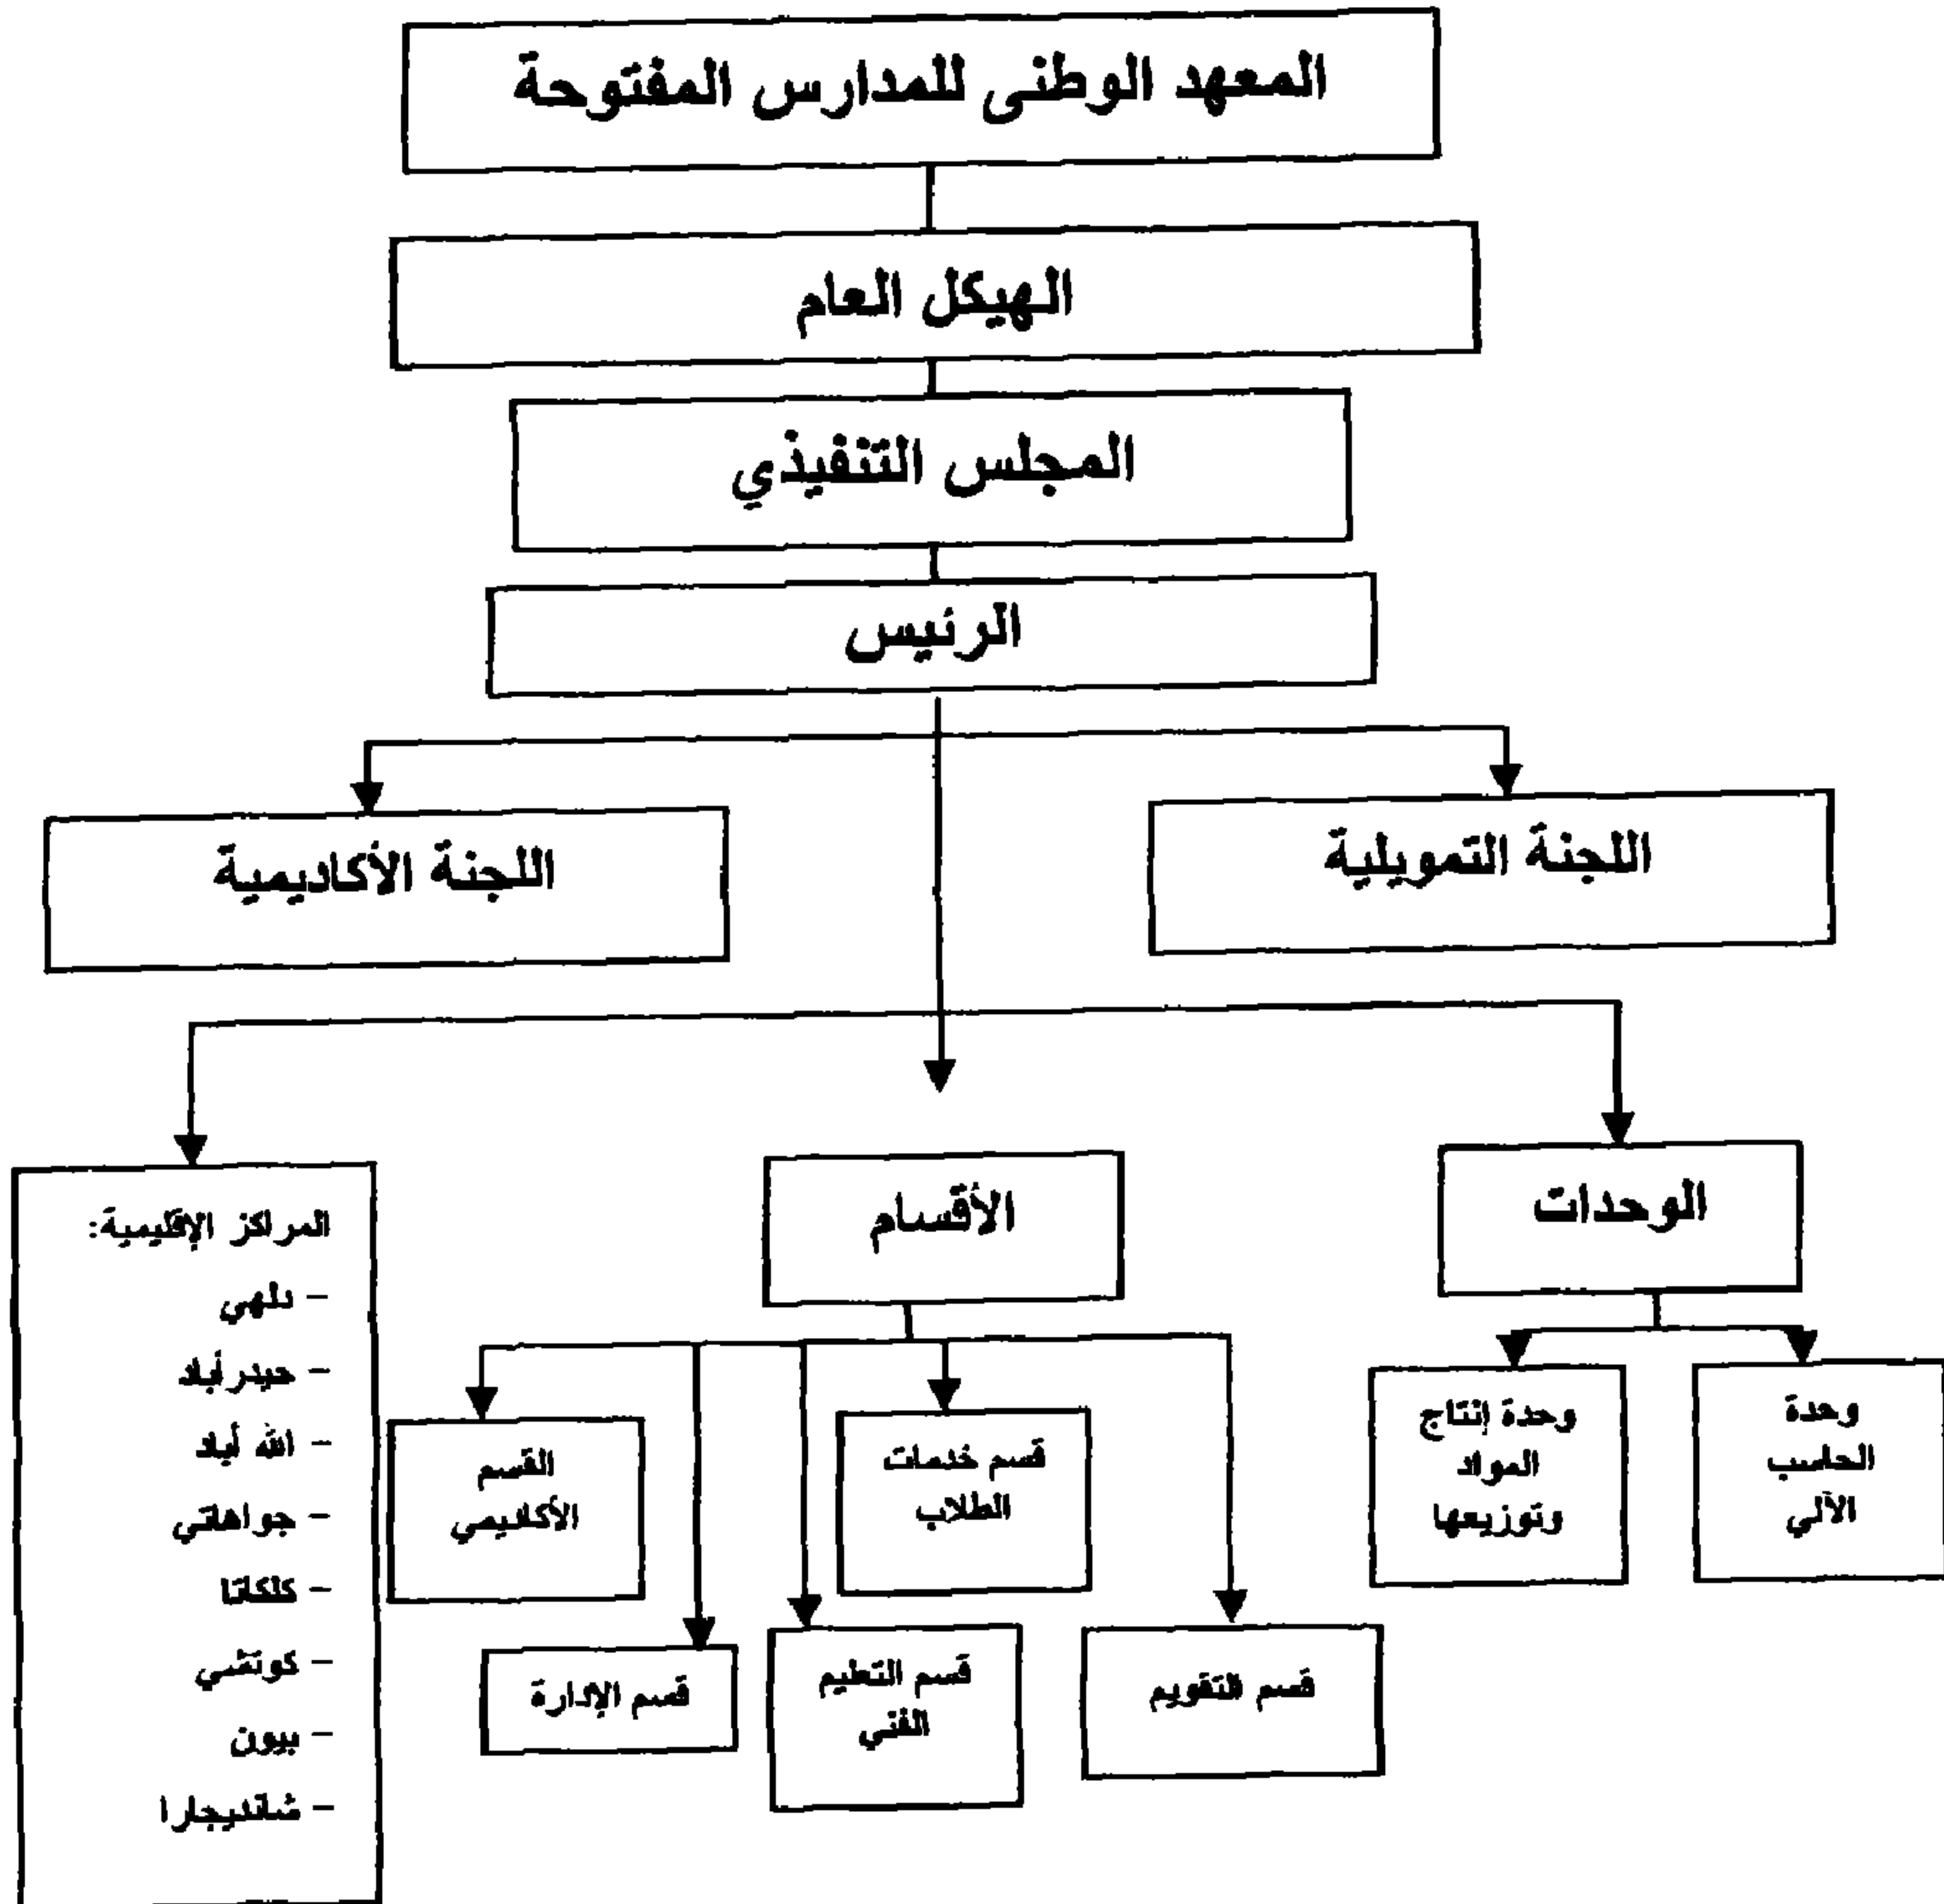 المعهد الوطنى للمدارس المفتوحة
الهيكل العام
المجلس التنفيذي
الرئيس
اللجنة التمويلية
اللجنة الأكاديمية
الوحدات
الأقسام
المراكز الإقليمية:
– دلهي
– حيدر أباد
– الله أباد
– جواهاتي
– كلكاتا
– كوتشي
– بيون
– شانديجارا
وحدة
الحاسب
الآلي
وحدة إنتاج
المواد
وتوزيعها
قسم خدمات
الطلاب
القسم
الأكاديمي
قسم التقويم
قسم التعليم
الفني
قسم الإدارة